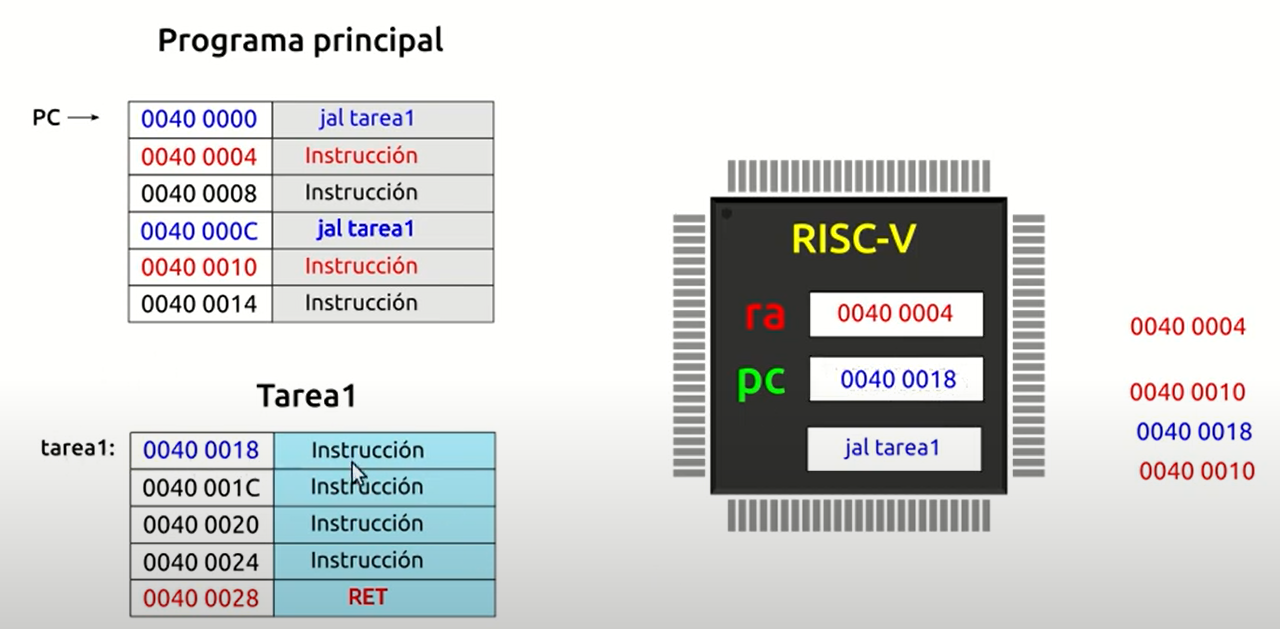 Programa principal
PC
0040 0000 jal tarea1
0040 0004 Instrucción
0040 0008 Instrucción
0040 000C jal tarea1
0040 0010 Instrucción
0040 0014 Instrucción
Tarea1
tarea1:
0040 0018 Instrucción
0040 001C Instrucción
0040 0020 Instrucción
0040 0024 Instrucción
0040 0028 RET
RISC-V
ra 0040 0004
pc 0040 0018
jal tarea1
0040 0004
0040 0010
0040 0018
0040 0010